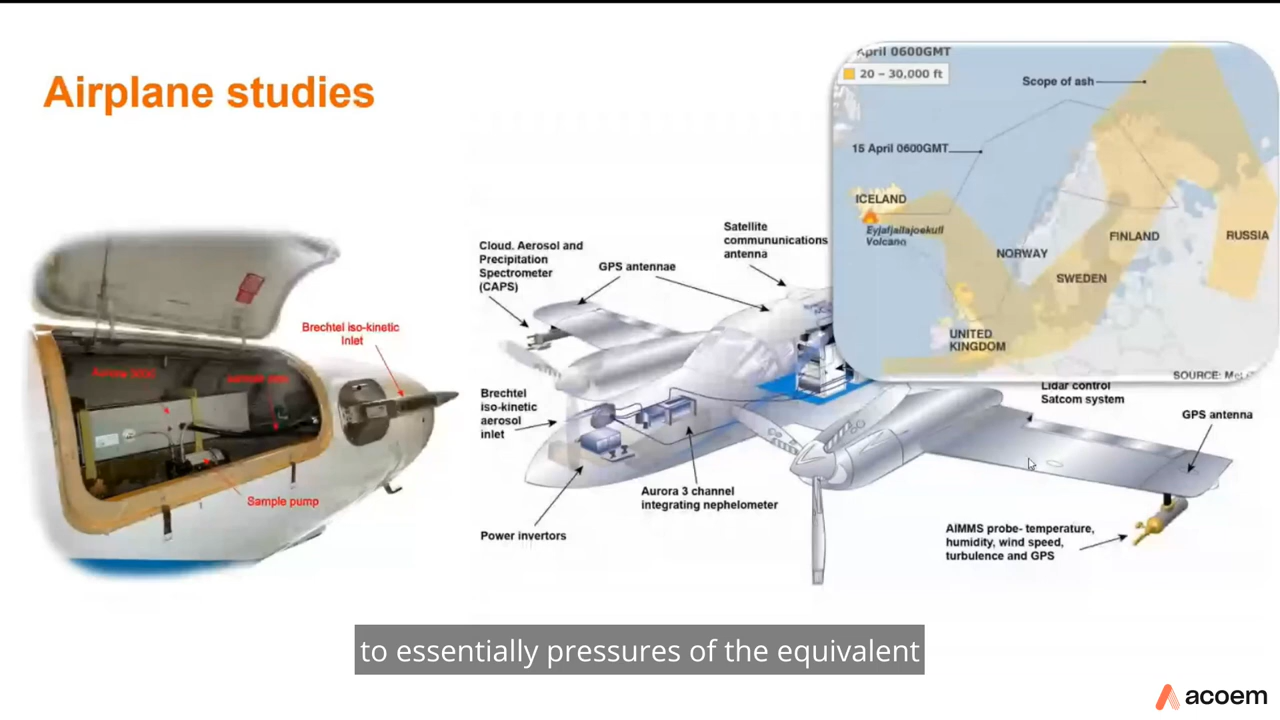 Airplane studies
April 0600GMT
20 – 30,000 ft
Scope of ash
15 April 0600GMT
ICELAND
Eyjafjallajoekull
Volcano
NORWAY
SWEDEN
FINLAND
RUSSIA
UNITED
KINGDOM
SOURCE: Met
Brechtel iso-kinetic
Inlet
Sample pump
Cloud. Aerosol and
Precipitation
Spectrometer
(CAPS)
GPS antennae
Satellite
commununications
antenna
Brechtel
iso-kinetic
aerosol
inlet
Power invertors
Aurora 3 channel
integrating nephelometer
Lidar control
Satcom system
GPS antenna
AIMMS probe- temperature,
humidity, wind speed,
turbulence and GPS
to essentially pressures of the equivalent
acoem